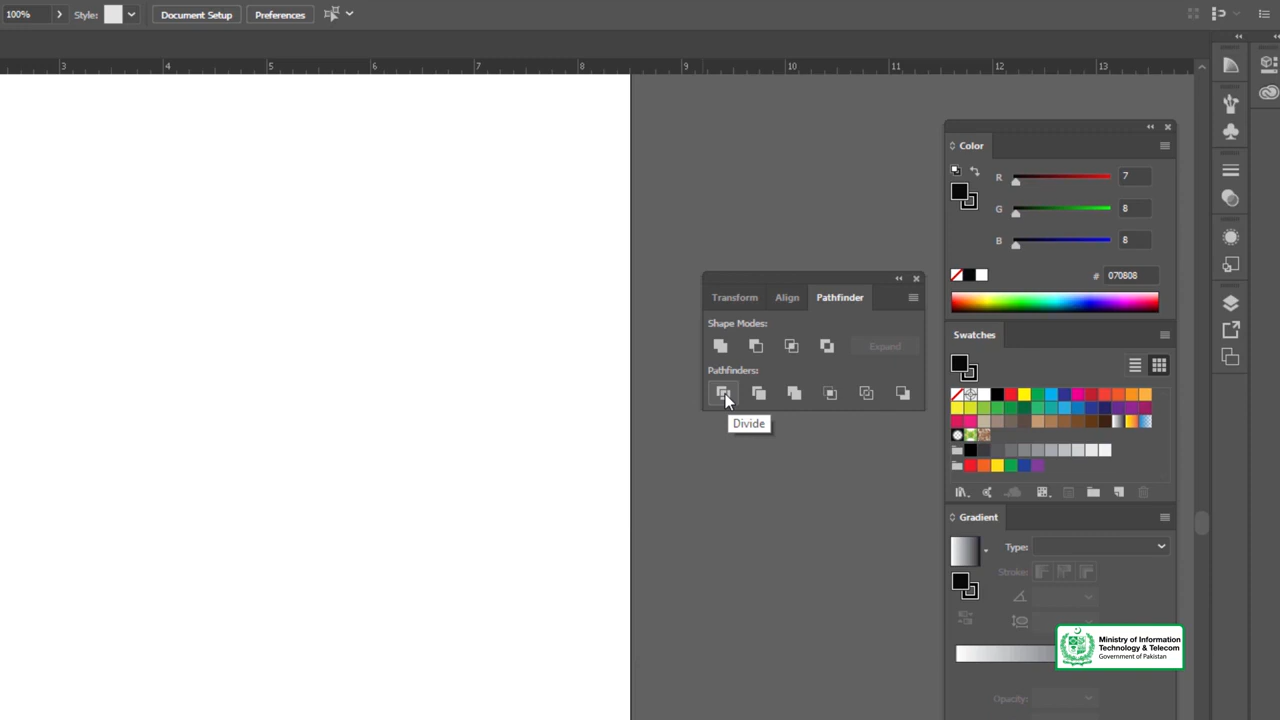 100%
Style:
Document Setup
Preferences
3 4 5 6 7 8 9 10 11 12 13
Color
R 7
G 8
B 8
# 070808
Transform Align Pathfinder
Shape Modes:
Expand
Pathfinders:
Divide
Swatches
Gradient
Type:
Stroke:
Opacity:
Ministry of Information
Technology & Telecom
Government of Pakistan